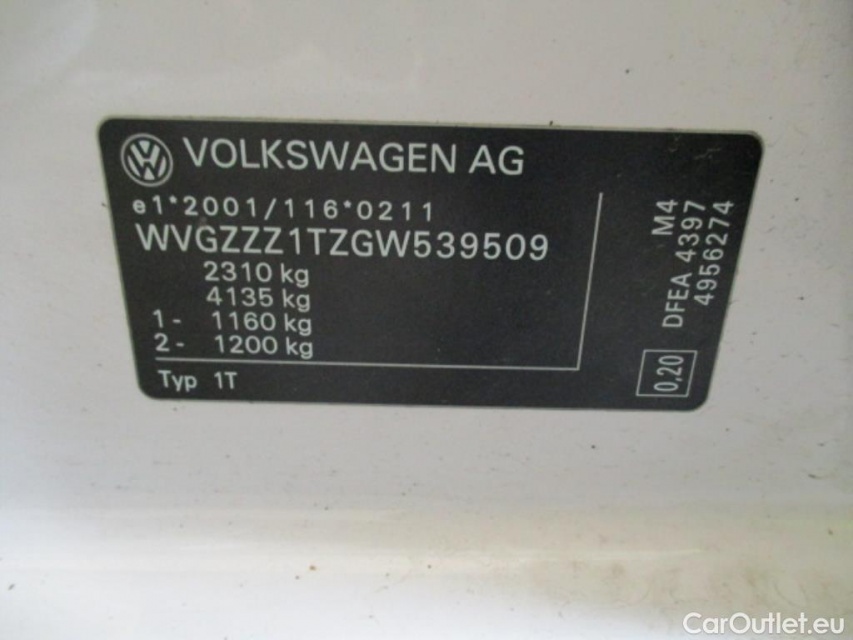 VOLKSWAGEN AG
e1*2001/116*0211
WVGZZZ1TZGW539509
2310 kg
4135 kg
1- 1160 kg
2- 1200 kg
Typ 1T
M4
DFEA 4397
4956274
0,20
CarOutlet.eu